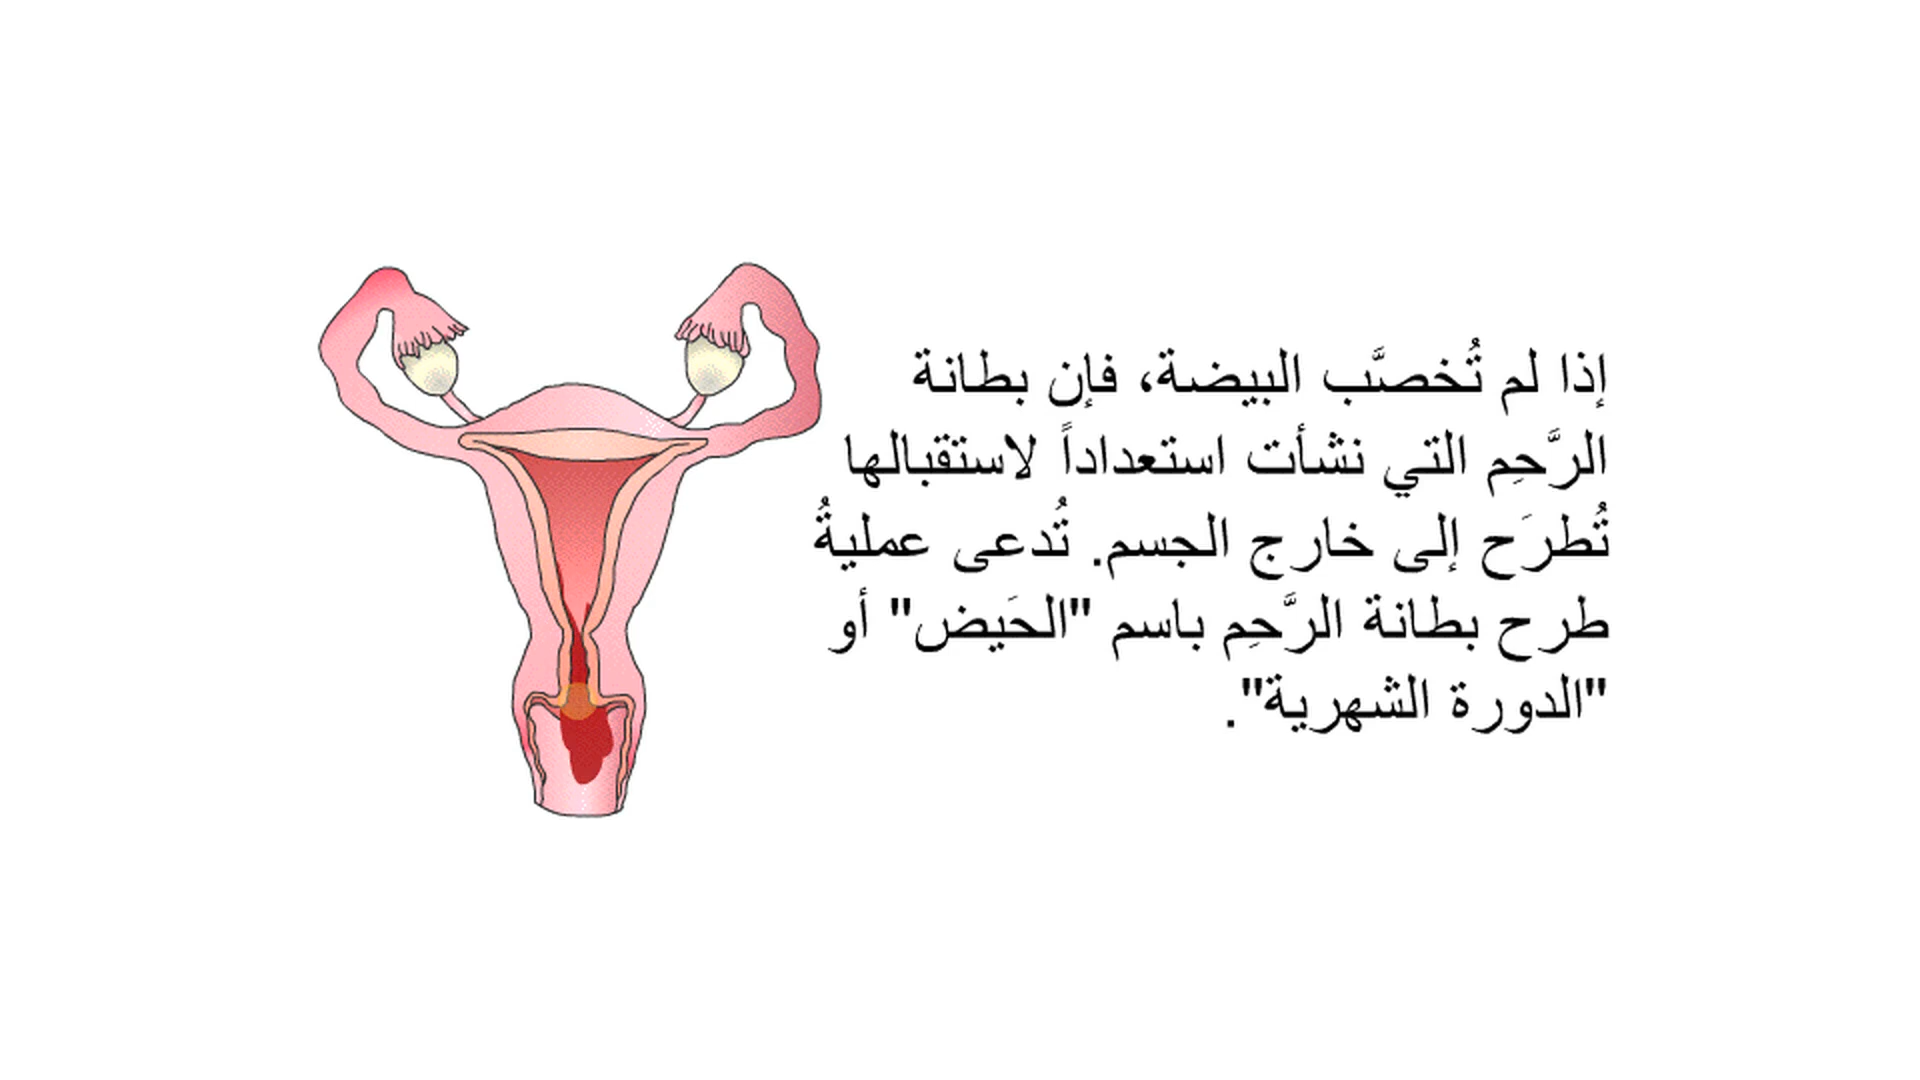 إذا لم تُخصَّب البيضة، فإن بطانة
الرَّحِم التي نشأت استعداداً لاستقبالها
تُطرَح إلى خارج الجسم. تُدعى عمليةُ
طرح بطانة الرَّحِم باسم "الحَيض" أو
"الدورة الشهرية".